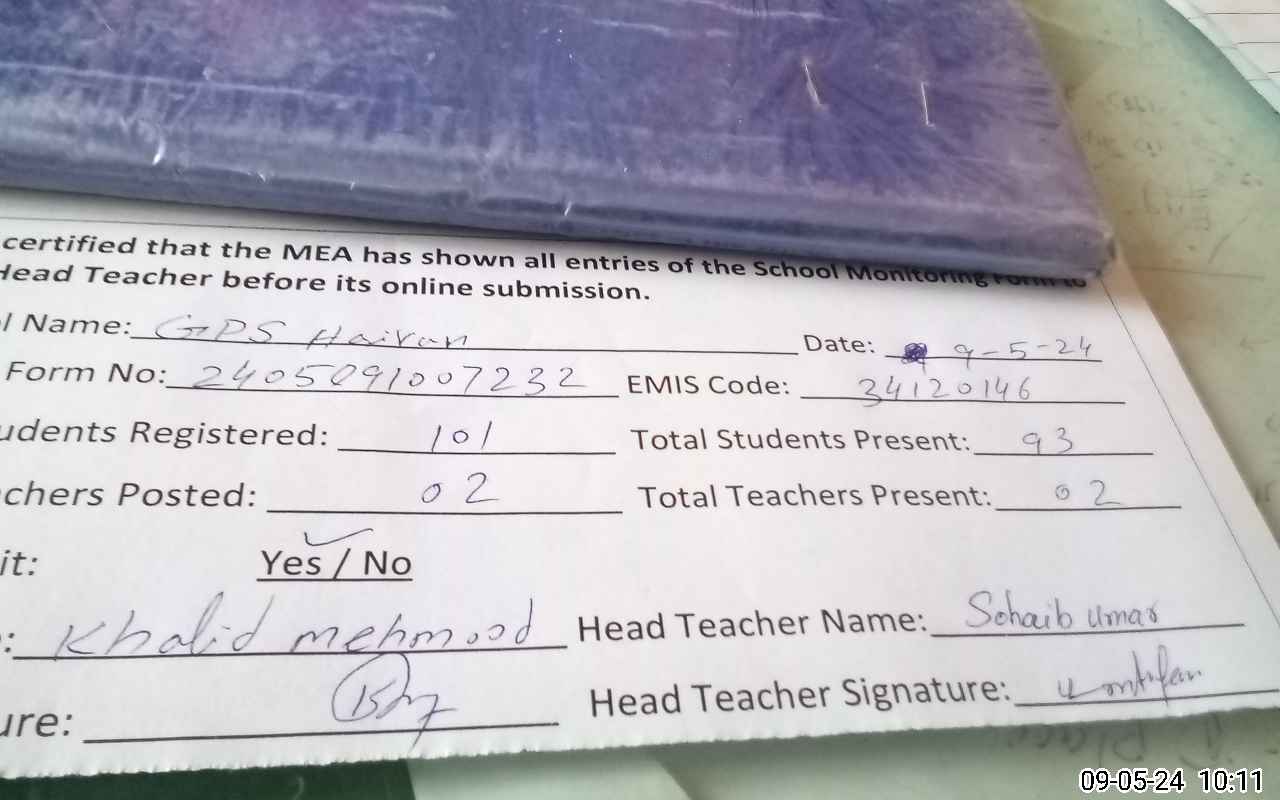 certified that the MEA has shown all entries of the School Monitoring Form to
Head Teacher before its online submission.
l Name: GPS Hairan Date: 9-5-24
Form No: 2405091007232 EMIS Code: 34120146
udents Registered: 101 Total Students Present: 93
chers Posted: 02 Total Teachers Present: 02
it: Yes / No
: Khalid mehmood Head Teacher Name: Sohaib Umar
ure: Head Teacher Signature:
09-05-24 10:11